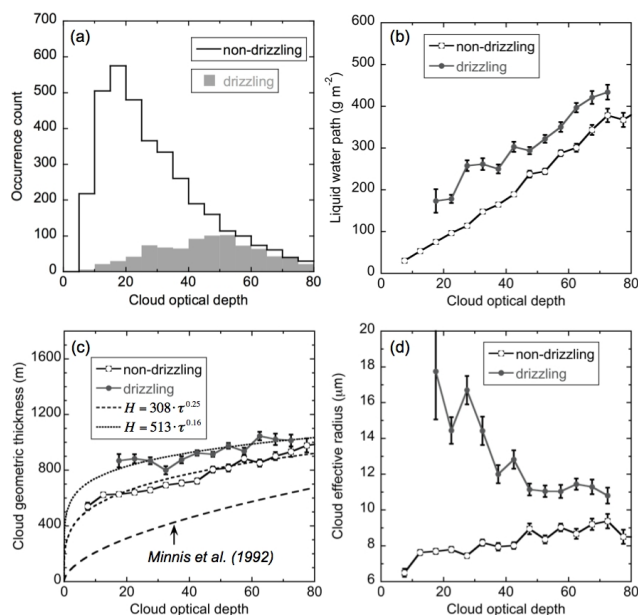 (a)
non-drizzling
drizzling
Occurrence count
700
600
500
400
300
200
100
0
0 20 40 60 80
Cloud optical depth
(b)
non-drizzling
drizzling
Liquid water path (g m⁻²)
600
500
400
300
200
100
0
0 20 40 60 80
Cloud optical depth
(c)
non-drizzling
drizzling
H = 308·τ^0.25
H = 513·τ^0.16
Minnis et al. (1992)
Cloud geometric thickness (m)
1800
1400
1000
800
400
0
0 20 40 60 80
Cloud optical depth
(d)
non-drizzling
drizzling
Cloud effective radius (μm)
20
18
16
14
12
10
8
6
0 20 40 60 80
Cloud optical depth